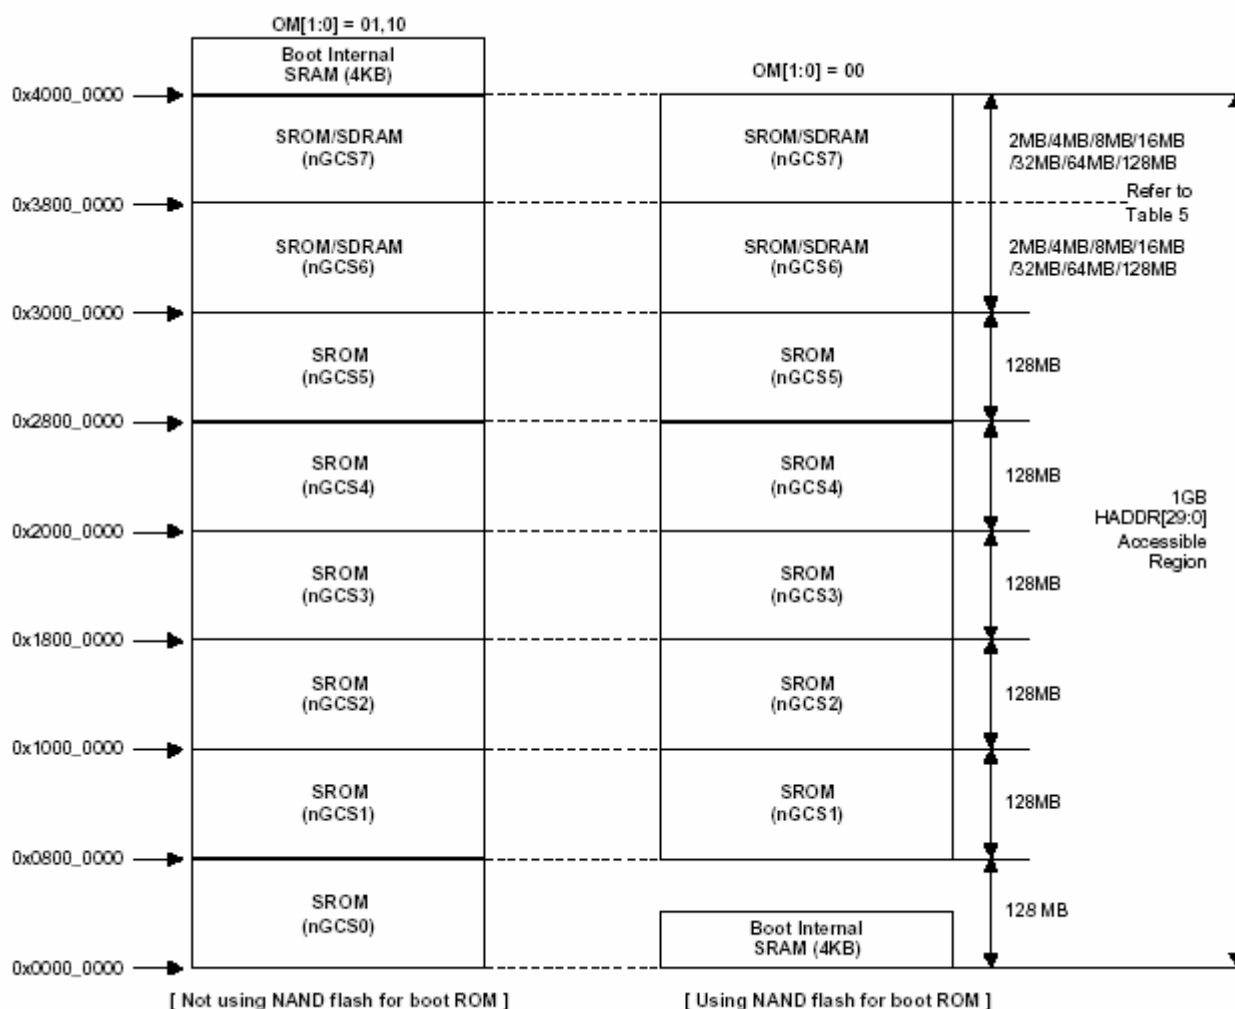 OM[1:0] = 01,10
Boot Internal
SRAM (4KB)
OM[1:0] = 00
0x4000_0000
SROM/SDRAM
(nGCS7)
SROM/SDRAM
(nGCS7)
2MB/4MB/8MB/16MB
/32MB/64MB/128MB
0x3800_0000
Refer to
Table 5
SROM/SDRAM
(nGCS6)
SROM/SDRAM
(nGCS6)
2MB/4MB/8MB/16MB
/32MB/64MB/128MB
0x3000_0000
SROM
(nGCS5)
SROM
(nGCS5)
128MB
0x2800_0000
SROM
(nGCS4)
SROM
(nGCS4)
128MB
1GB
HADDR[29:0]
Accessible
Region
0x2000_0000
SROM
(nGCS3)
SROM
(nGCS3)
128MB
0x1800_0000
SROM
(nGCS2)
SROM
(nGCS2)
128MB
0x1000_0000
SROM
(nGCS1)
SROM
(nGCS1)
128MB
0x0800_0000
SROM
(nGCS0)
Boot Internal
SRAM (4KB)
128 MB
0x0000_0000
[ Not using NAND flash for boot ROM ]
[ Using NAND flash for boot ROM ]